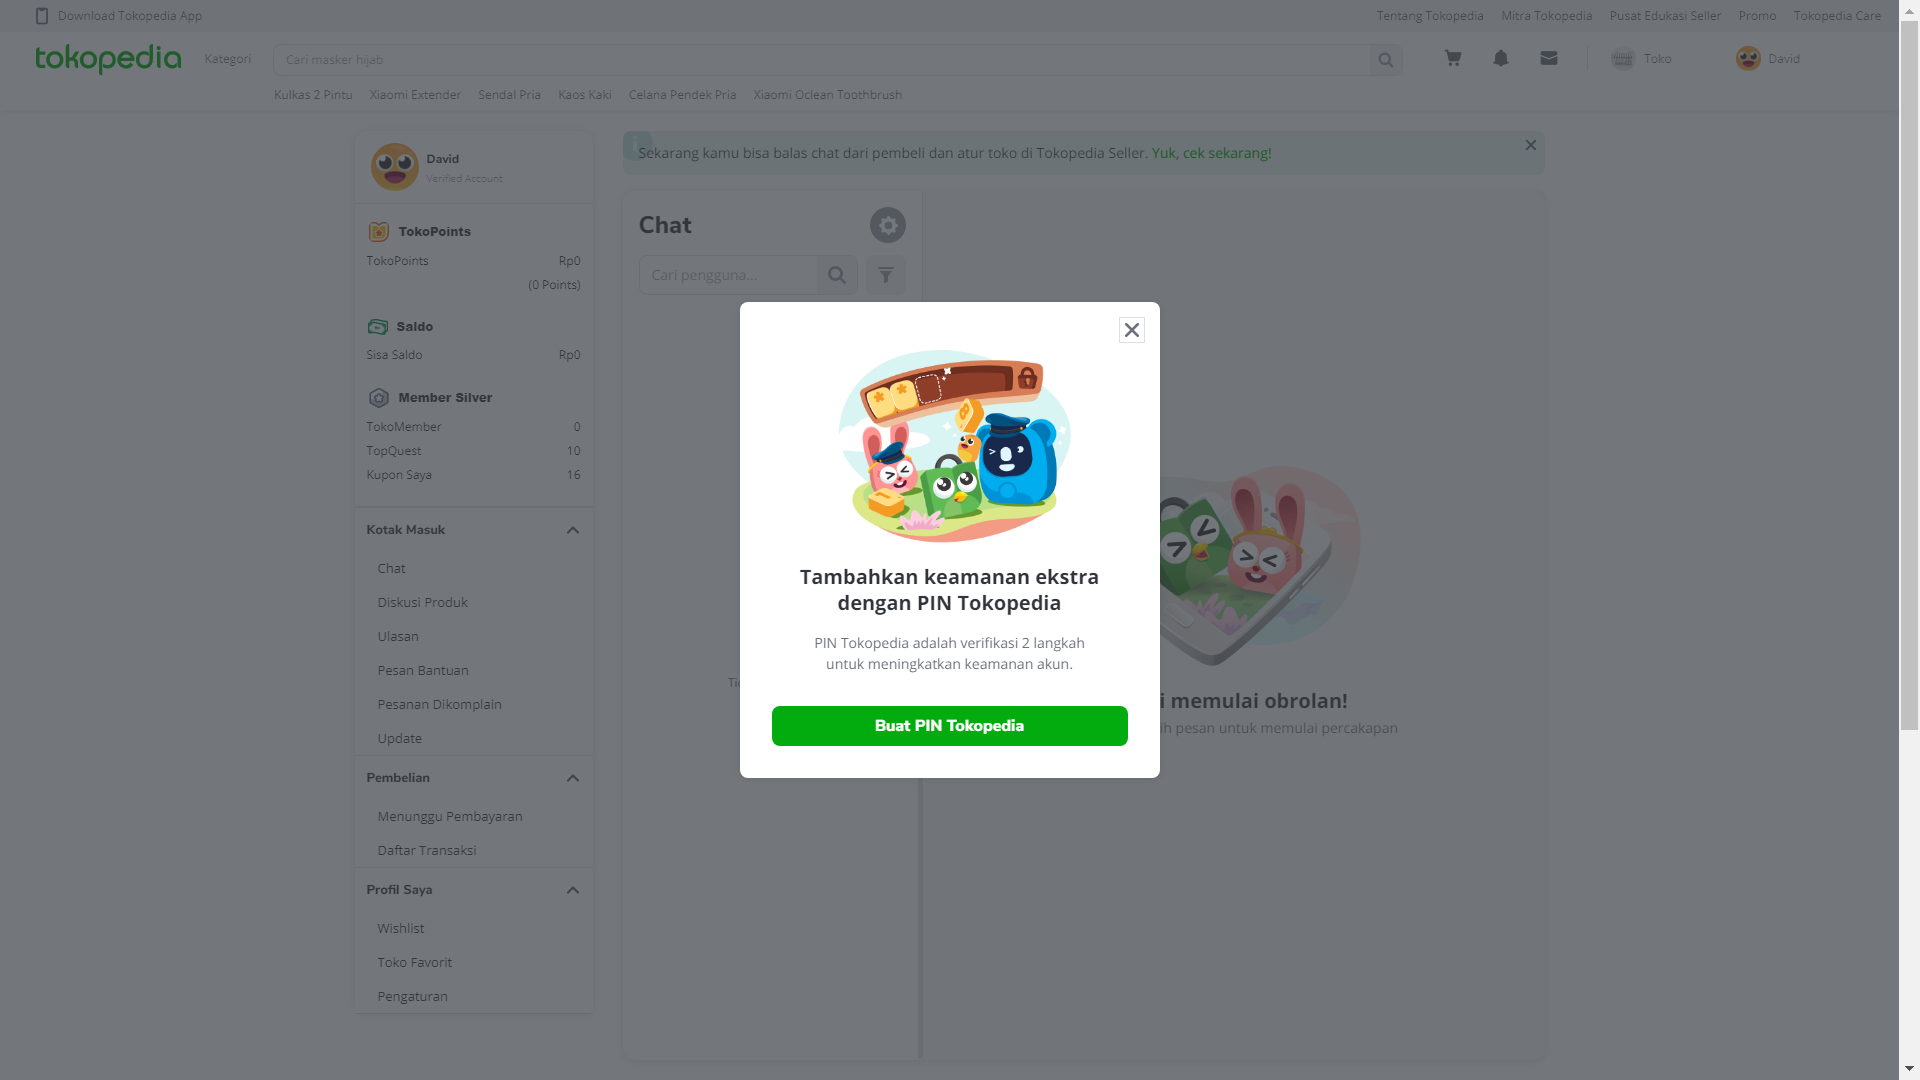 Download Tokopedia App
Tentang Tokopedia
Mitra Tokopedia
Pusat Edukasi Seller
Promo
Tokopedia Care
tokopedia
Kategori
Cari masker hijab
Toko
David
Kulkas 2 Pintu
Xiaomi Extender
Sendal Pria
Kaos Kaki
Celana Pendek Pria
Xiaomi Oclean Toothbrush
David
Verified Account
TokoPoints
TokoPoints
Rp0
(0 Points)
Saldo
Sisa Saldo
Rp0
Member Silver
TokoMember
0
TopQuest
10
Kupon Saya
16
Kotak Masuk
Chat
Diskusi Produk
Ulasan
Pesan Bantuan
Pesanan Dikomplain
Update
Pembelian
Menunggu Pembayaran
Daftar Transaksi
Profil Saya
Wishlist
Toko Favorit
Pengaturan
Sekarang kamu bisa balas chat dari pembeli dan atur toko di Tokopedia Seller. Yuk, cek sekarang!
Chat
Cari pengguna...
Tambahkan keamanan ekstra
dengan PIN Tokopedia
PIN Tokopedia adalah verifikasi 2 langkah
untuk meningkatkan keamanan akun.
Buat PIN Tokopedia
memulai obrolan!
pesan untuk memulai percakapan